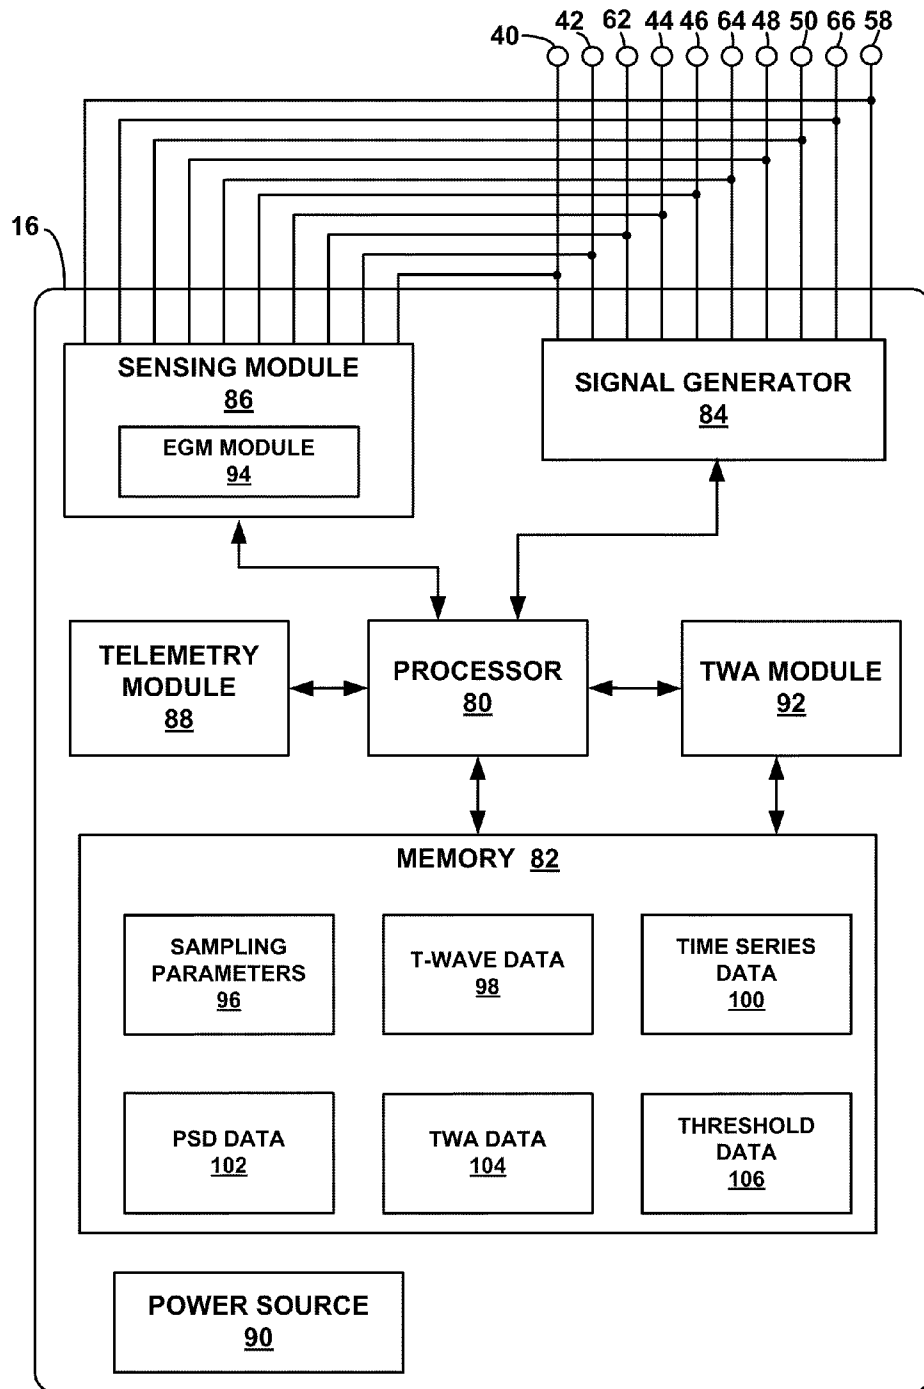 40 42 62 44 46 64 48 50 66 58
16
SENSING MODULE
86
EGM MODULE
94
SIGNAL GENERATOR
84
TELEMETRY
MODULE
88
PROCESSOR
80
TWA MODULE
92
MEMORY 82
SAMPLING
PARAMETERS
96
T-WAVE DATA
98
TIME SERIES
DATA
100
PSD DATA
102
TWA DATA
104
THRESHOLD
DATA
106
POWER SOURCE
90